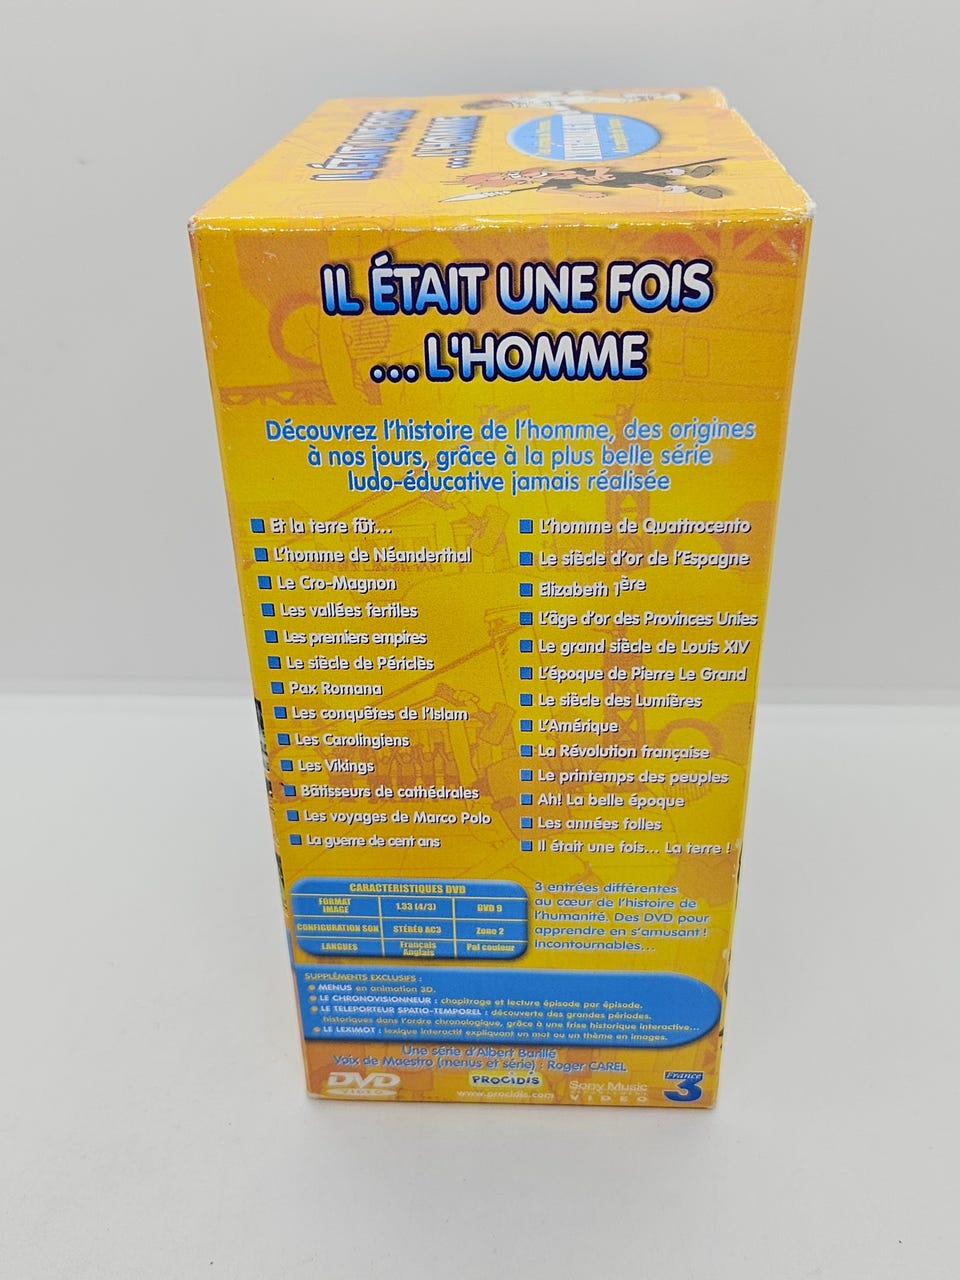 IL ÉTAIT UNE FOIS
...L'HOMME
IL ÉTAIT UNE FOIS
...L'HOMME
Découvrez l'histoire de l'homme, des origines
à nos jours, grâce à la plus belle série
ludo-éducative jamais réalisée
Et la terre fût...
L'homme de Néanderthal
Le Cro-Magnon
Les vallées fertiles
Les premiers empires
Le siècle de Périclès
Pax Romana
Les conquêtes de l'Islam
Les Carolingiens
Les Vikings
Bâtisseurs de cathédrales
Les voyages de Marco Polo
La guerre de cent ans
L'homme de Quattrocento
Le siècle d'or de l'Espagne
Elizabeth 1ère
L'âge d'or des Provinces Unies
Le grand siècle de Louis XIV
L'époque de Pierre Le Grand
Le siècle des Lumières
L'Amérique
La Révolution française
Le printemps des peuples
Ah! La belle époque
Les années folles
Il était une fois... La terre !
CARACTERISTIQUES DVD
FORMAT IMAGE 1.33 (4/3) DVD 9
CONFIGURATION SON STÉRÉO AC3 Zone 2
LANGUES Français Anglais Pal couleur
3 entrées différentes
au cœur de l'histoire de
l'humanité. Des DVD pour
apprendre en s'amusant !
Incontournables...
SUPPLÉMENTS EXCLUSIFS :
MENUS en animation 3D.
LE CHRONOVISIONNEUR : chapitrage et lecture épisode par épisode.
LE TELEPORTEUR SPATIO-TEMPOREL : découverte des grandes périodes.
historiques dans l'ordre chronologique, grâce à une frise historique interactive...
LE LEXIMOT : lexique interactif expliquant un mot ou un thème en images.
Une série d'Albert Barillé
Voix de Maestro (menus et série) : Roger CAREL
DVD
VIDEO
PROCIDIS
www.procidis.com
Sony Music
VIDEO
France
3